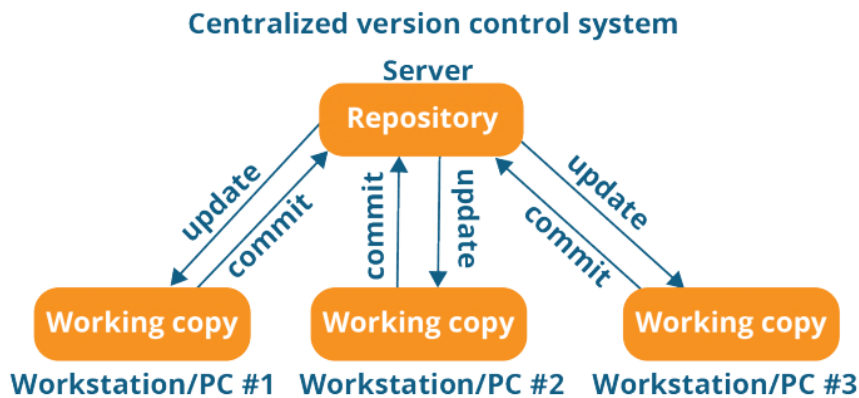 Centralized version control system
Server
Repository
update
commit
commit
update
update
commit
Working copy
Working copy
Working copy
Workstation/PC #1
Workstation/PC #2
Workstation/PC #3